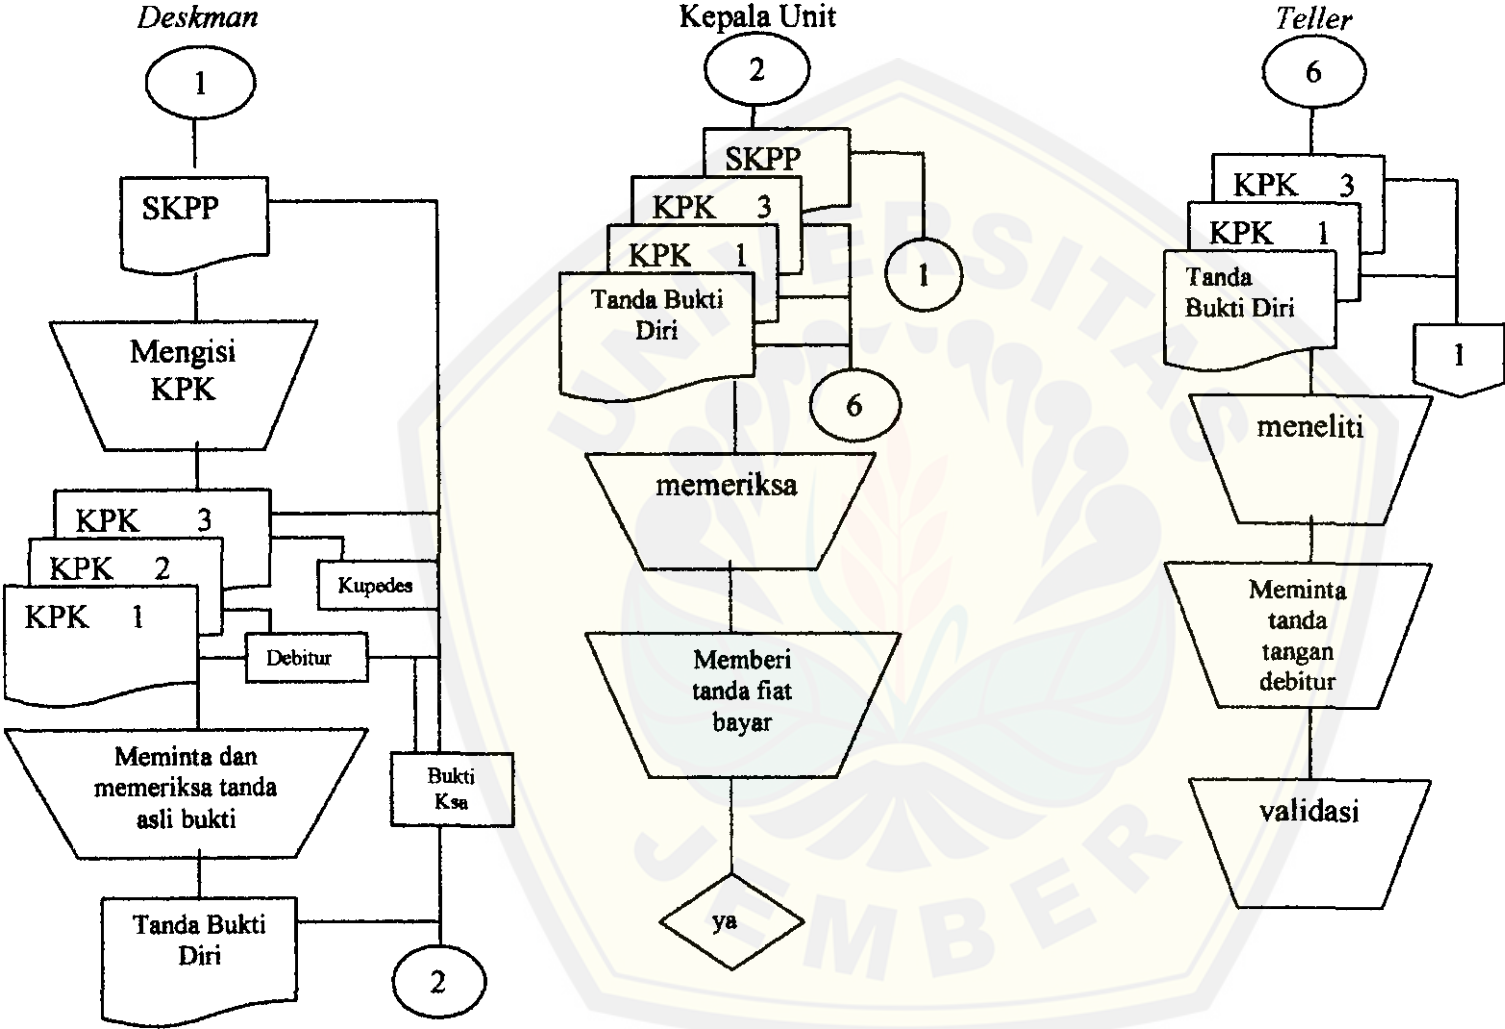 Deskman
1
SKPP
Mengisi
KPK
KPK 3
KPK 2
KPK 1
Kupedes
Debitur
Meminta dan
memeriksa tanda
asli bukti
Bukti
Ksa
Tanda Bukti
Diri
2
Kepala Unit
2
SKPP
KPK 3
KPK 1
Tanda Bukti
Diri
1
6
memeriksa
Memberi
tanda fiat
bayar
ya
Teller
6
KPK 3
KPK 1
Tanda
Bukti Diri
1
meneliti
Meminta
tanda
tangan
debitur
validasi
UNIVERSITAS
JEMBER